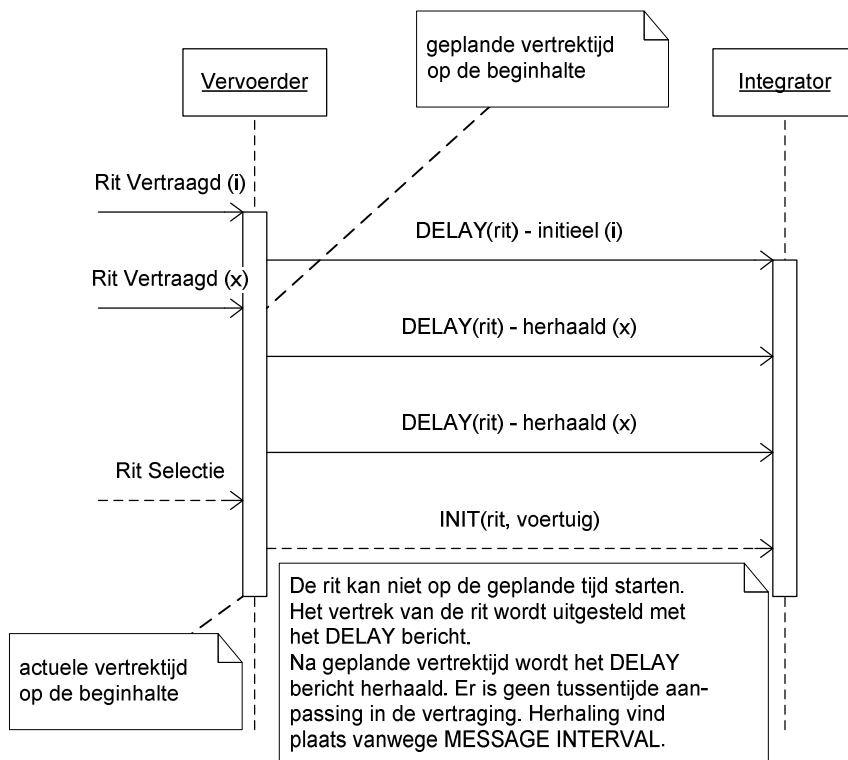 geplande vertrektijd
op de beginhalte
Vervoerder
Integrator
Rit Vertraagd (i)
DELAY(rit) - initieel (i)
Rit Vertraagd (x)
DELAY(rit) - herhaald (x)
DELAY(rit) - herhaald (x)
Rit Selectie
INIT(rit, voertuig)
De rit kan niet op de geplande tijd starten.
Het vertrek van de rit wordt uitgesteld met
het DELAY bericht.
Na geplande vertrektijd wordt het DELAY
bericht herhaald. Er is geen tussentijde aan-
passing in de vertraging. Herhaling vind
plaats vanwege MESSAGE INTERVAL.
actuele vertrektijd
op de beginhalte